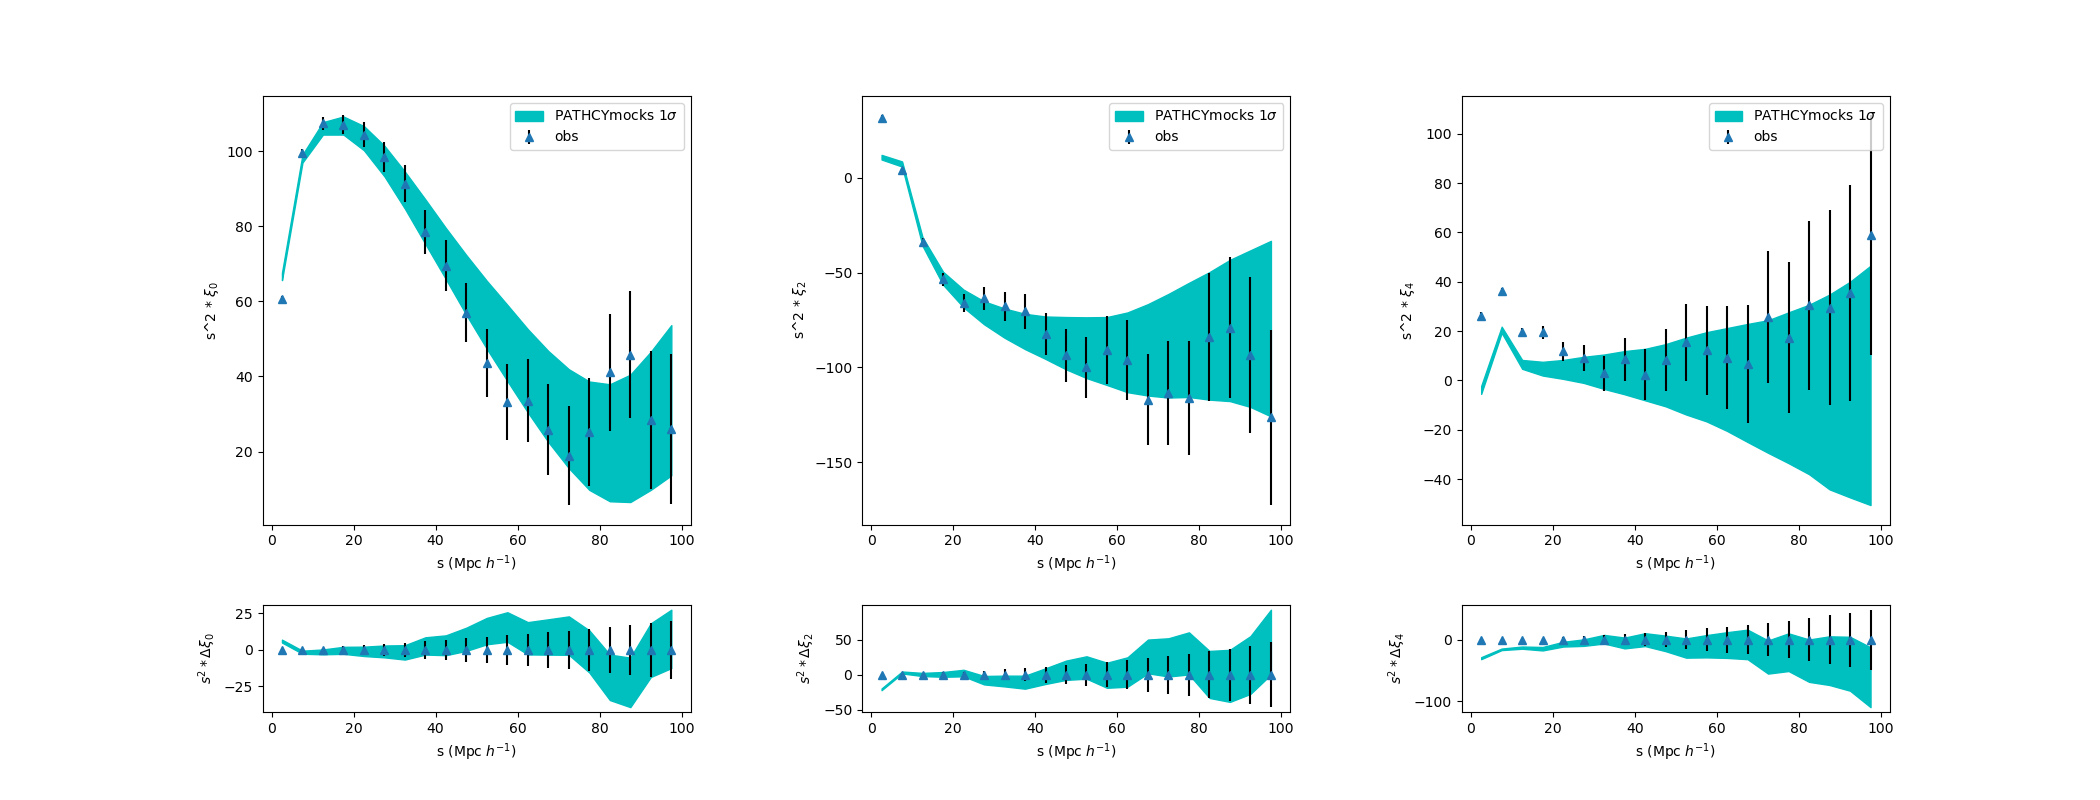 PATHCYmocks 1σ
obs
100
80
60
40
20
s^2 * ξ₀
0 20 40 60 80 100
s (Mpc h⁻¹)
PATHCYmocks 1σ
obs
0
−50
−100
−150
s^2 * ξ₂
0 20 40 60 80 100
s (Mpc h⁻¹)
PATHCYmocks 1σ
obs
100
80
60
40
20
0
−20
−40
s^2 * ξ₄
0 20 40 60 80 100
s (Mpc h⁻¹)
25
0
−25
s² * Δξ₀
0 20 40 60 80 100
s (Mpc h⁻¹)
50
0
−50
s² * Δξ₂
0 20 40 60 80 100
s (Mpc h⁻¹)
0
−100
s² * Δξ₄
0 20 40 60 80 100
s (Mpc h⁻¹)